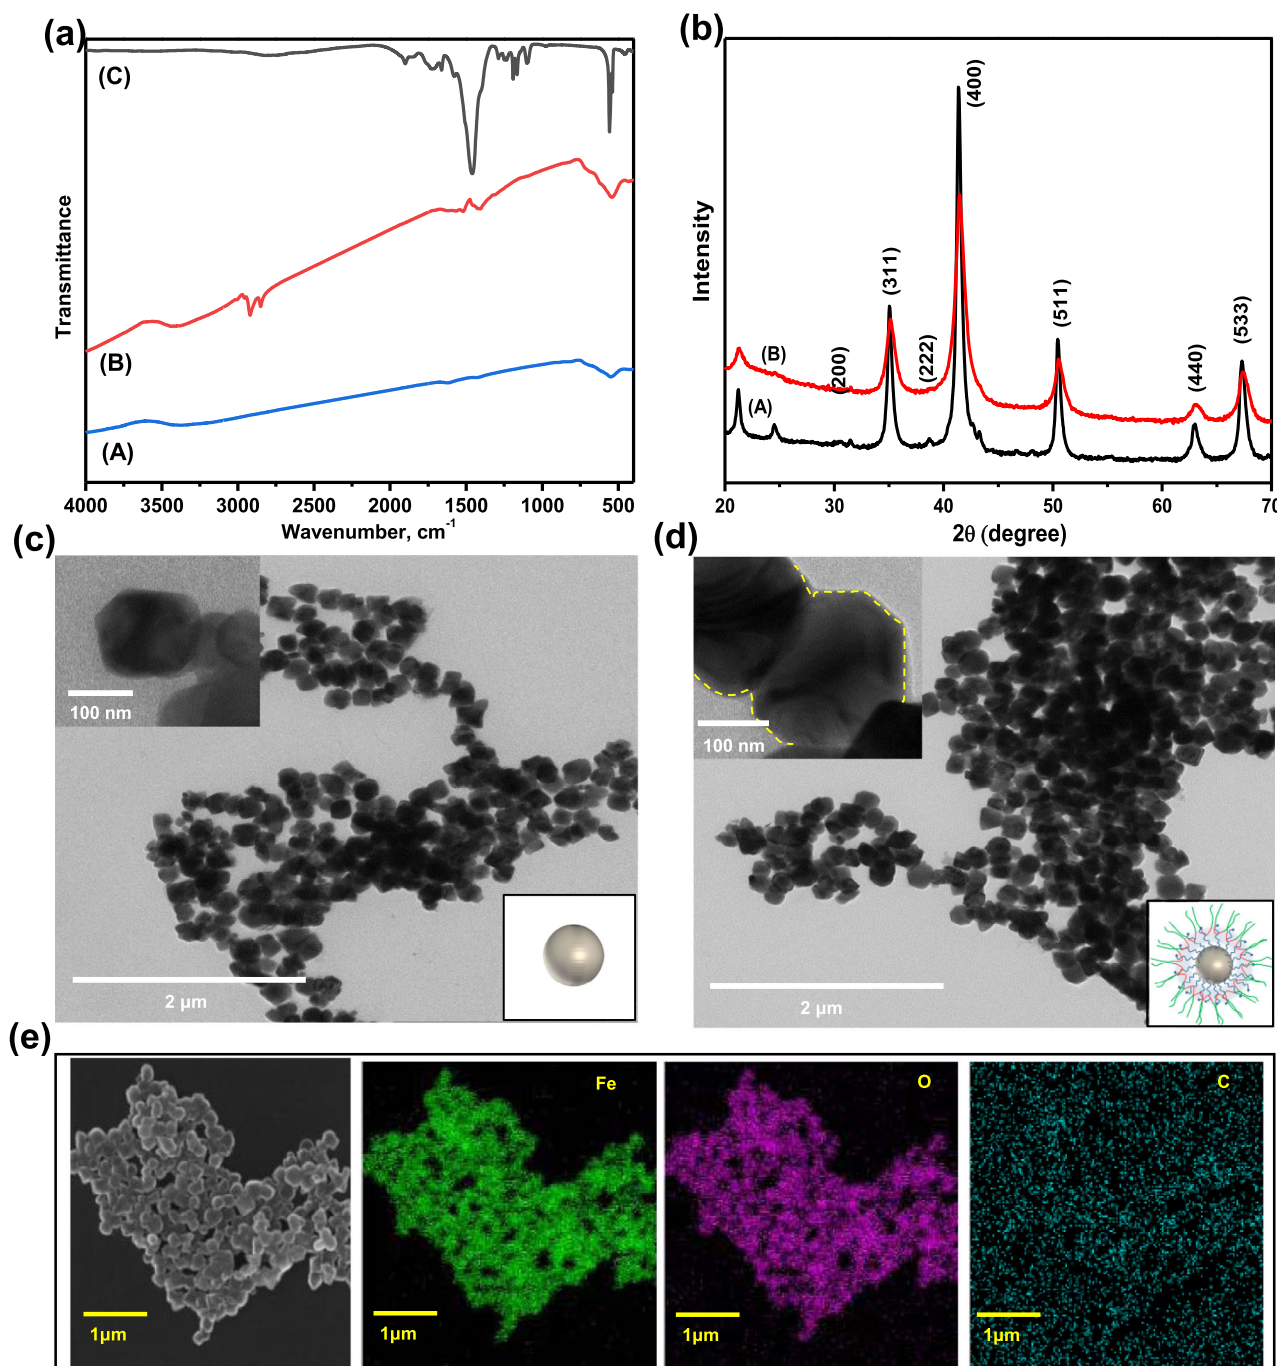 (a)
(C)
(B)
(A)
Transmittance
4000 3500 3000 2500 2000 1500 1000 500
Wavenumber, cm⁻¹
(b)
(400)
(311)
(511)
(533)
(222)
(200)
(440)
(B)
(A)
Intensity
20 30 40 50 60 70
2θ (degree)
(c)
100 nm
2 µm
(d)
100 nm
2 µm
(e)
Fe
O
C
1µm
1µm
1µm
1µm